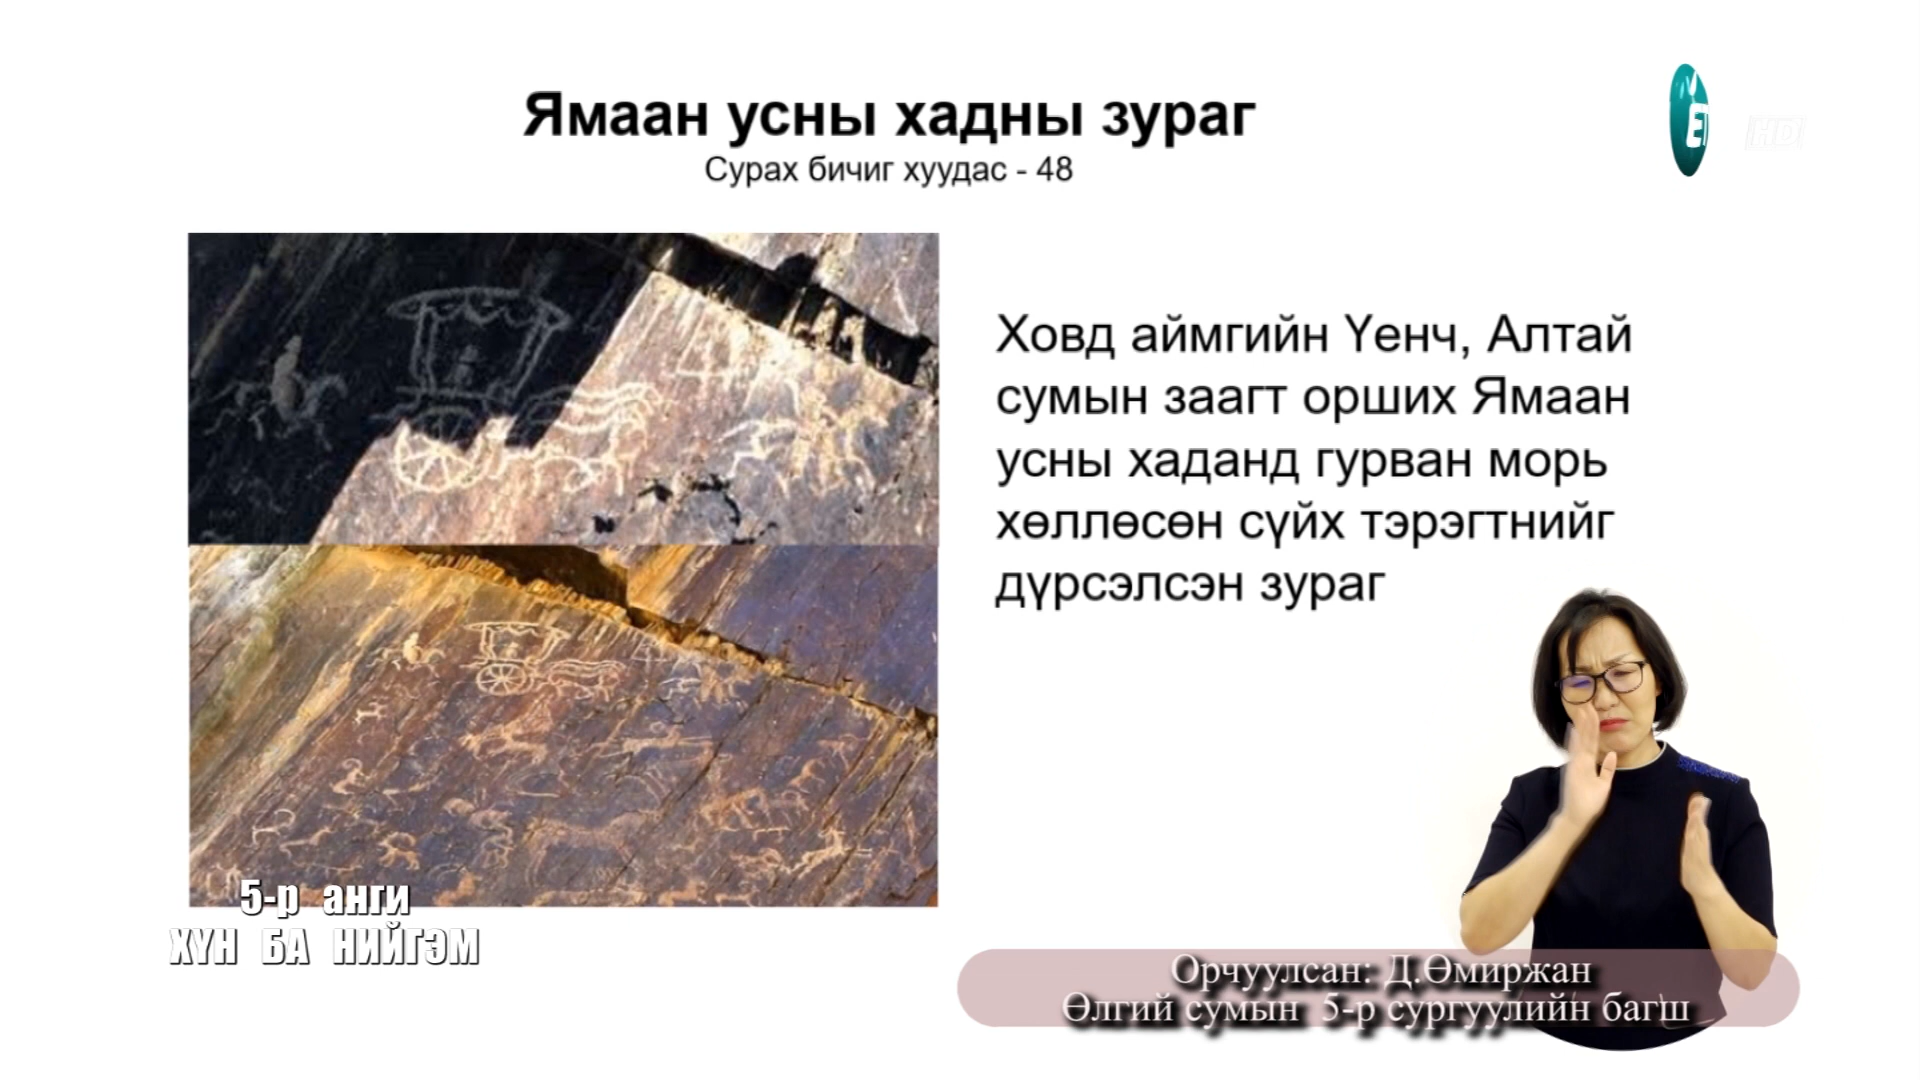 Ямаан усны хадны зураг
Сурах бичиг хуудас - 48
HD
Ховд аймгийн Үенч, Алтай
сумын заагт орших Ямаан
усны хаданд гурван морь
хөллөсөн сүйх тэрэгтнийг
дүрсэлсэн зураг
5-р анги
ХҮН БА НИЙГЭМ
Орчуулсан: Д.Өмиржан
Өлгий сумын 5-р сургуулийн багш